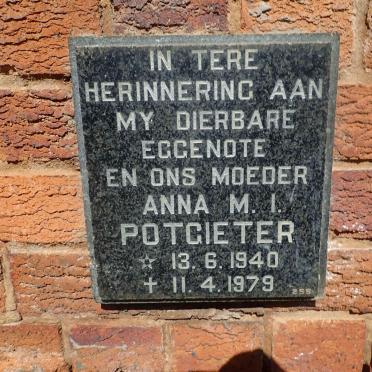 IN TERE
HERINNERING AAN
MY DIERBARE
EGGENOTE
EN ONS MOEDER
ANNA M. I.
POTGIETER
☆ 13. 6. 1940
✝ 11. 4. 1979